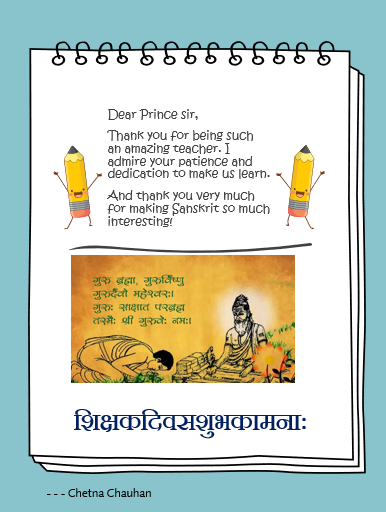 Dear Prince sir,
Thank you for being such
an amazing teacher. I
admire your patience and
dedication to make us learn.
And thank you very much
for making Sanskrit so much
interesting!
गुरु ब्रह्मा, गुरुर्विष्णु
गुरुर्देवो महेश्वरः।
गुरुः साक्षात परब्रह्म
तस्मैः श्री गुरुवेः नमः।
शिक्षकदिवसशुभकामनाः
--- Chetna Chauhan